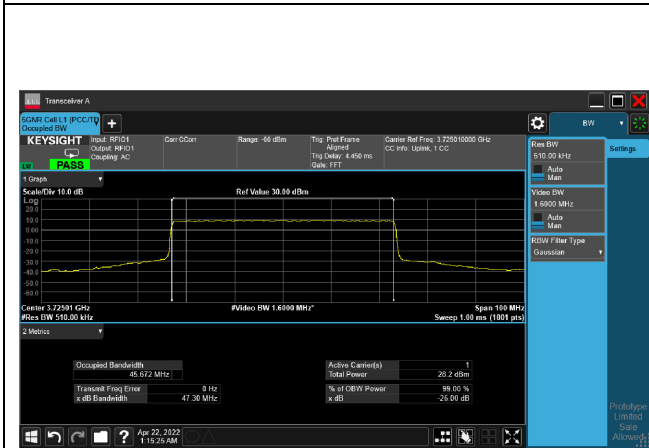 Transceiver A
5GNR Cell L1 (PCC/TD
Occupied BW
+
BW
KEYSIGHT
Input: RFIO1
Output: RFIO1
Coupling: AC
Corr CCorr
Range: -60 dBm
Trig: Prdt Frame
Aligned
Trig Delay: 4.450 ms
Gate: FFT
Carrier Ref Freq: 3.725010000 GHz
CC Info: Uplink, 1 CC
PASS
Res BW
510.00 kHz
Auto
Man
Video BW
1.6000 MHz
Auto
Man
RBW Filter Type
Gaussian
Settings
1 Graph
Scale/Div 10.0 dB
Ref Value 30.00 dBm
Log
20.0
10.0
0.00
-10.0
-20.0
-30.0
-40.0
-50.0
-60.0
Center 3.72501 GHz
#Video BW 1.6000 MHz*
Span 100 MHz
#Res BW 510.00 kHz
Sweep 1.00 ms (1001 pts)
2 Metrics
Occupied Bandwidth
45.672 MHz
Active Carrier(s) 1
Total Power 28.2 dBm
Transmit Freq Error 0 Hz
x dB Bandwidth 47.30 MHz
% of OBW Power 99.00 %
x dB -26.00 dB
Prototype
Limited
Sale
Allowed
Apr 22, 2022
1:15:25 AM